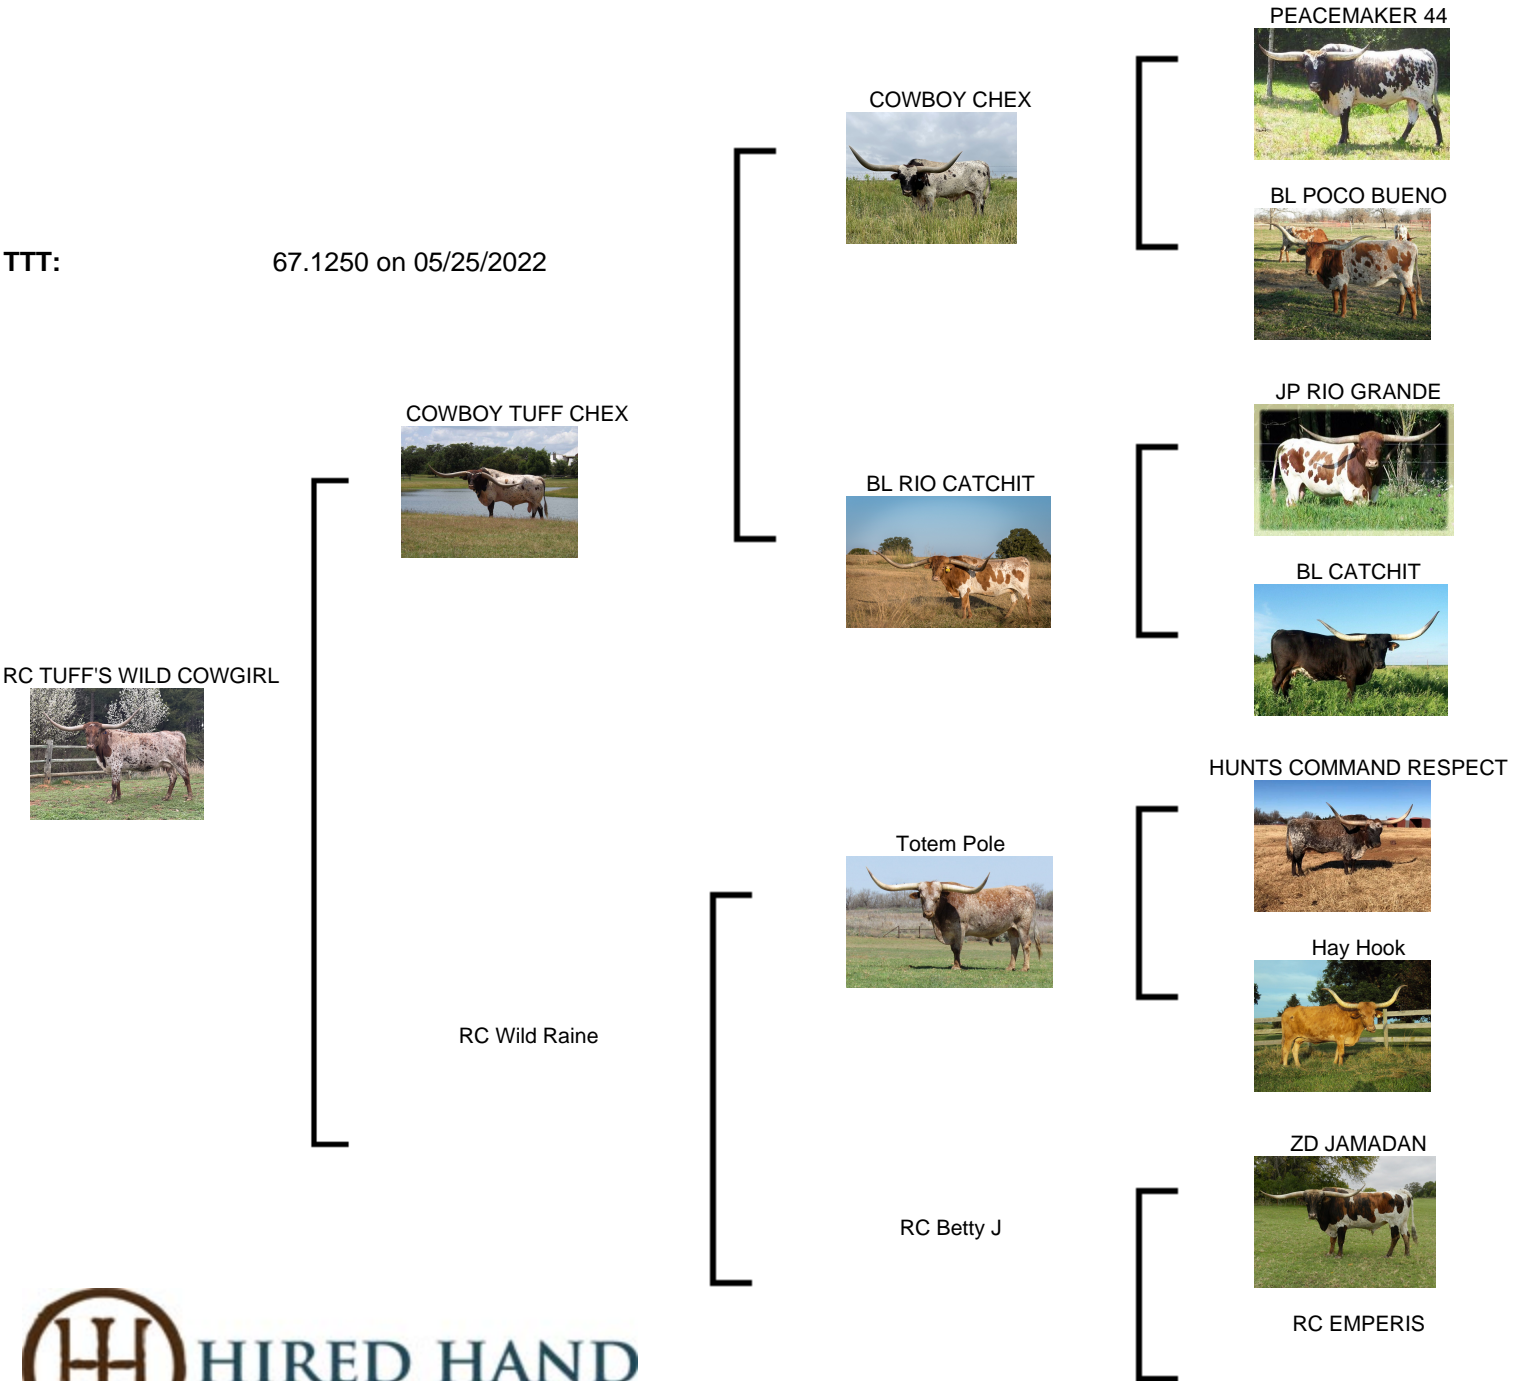 PEACEMAKER 44
COWBOY CHEX
BL POCO BUENO
TTT: 67.1250 on 05/25/2022
JP RIO GRANDE
COWBOY TUFF CHEX
BL RIO CATCHIT
BL CATCHIT
RC TUFF'S WILD COWGIRL
HUNTS COMMAND RESPECT
Totem Pole
Hay Hook
RC Wild Raine
ZD JAMADAN
RC Betty J
RC EMPERIS
HIRED HAND